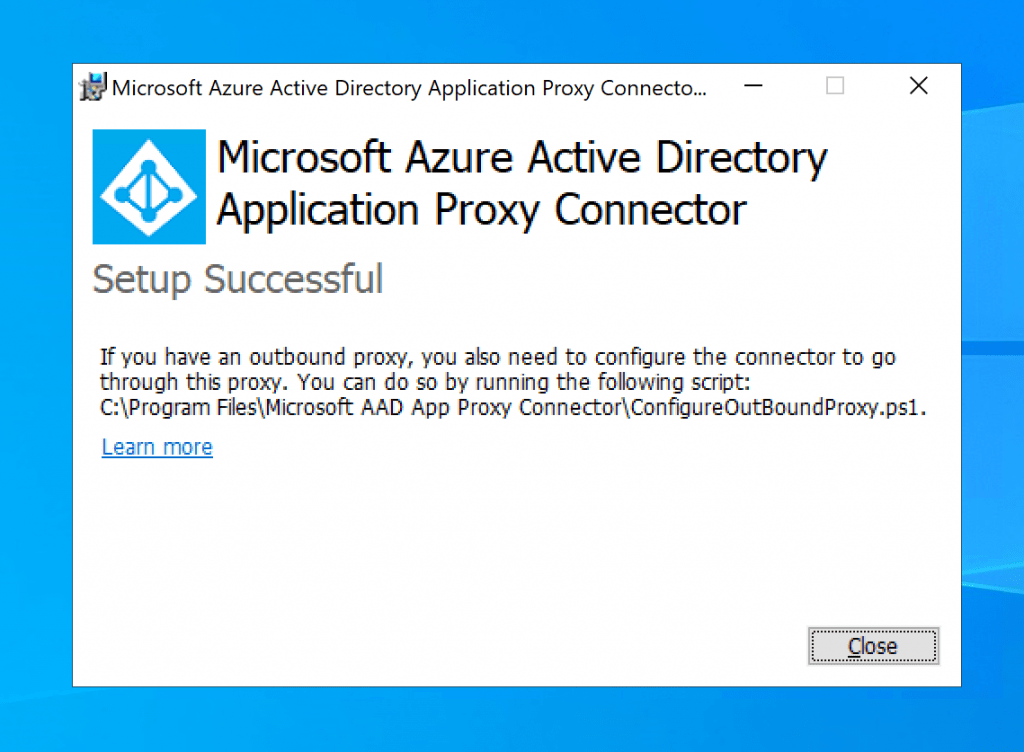 Microsoft Azure Active Directory Application Proxy Connecto...
Microsoft Azure Active Directory
Application Proxy Connector
Setup Successful
If you have an outbound proxy, you also need to configure the connector to go
through this proxy. You can do so by running the following script:
C:\Program Files\Microsoft AAD App Proxy Connector\ConfigureOutBoundProxy.ps1.
Learn more
Close